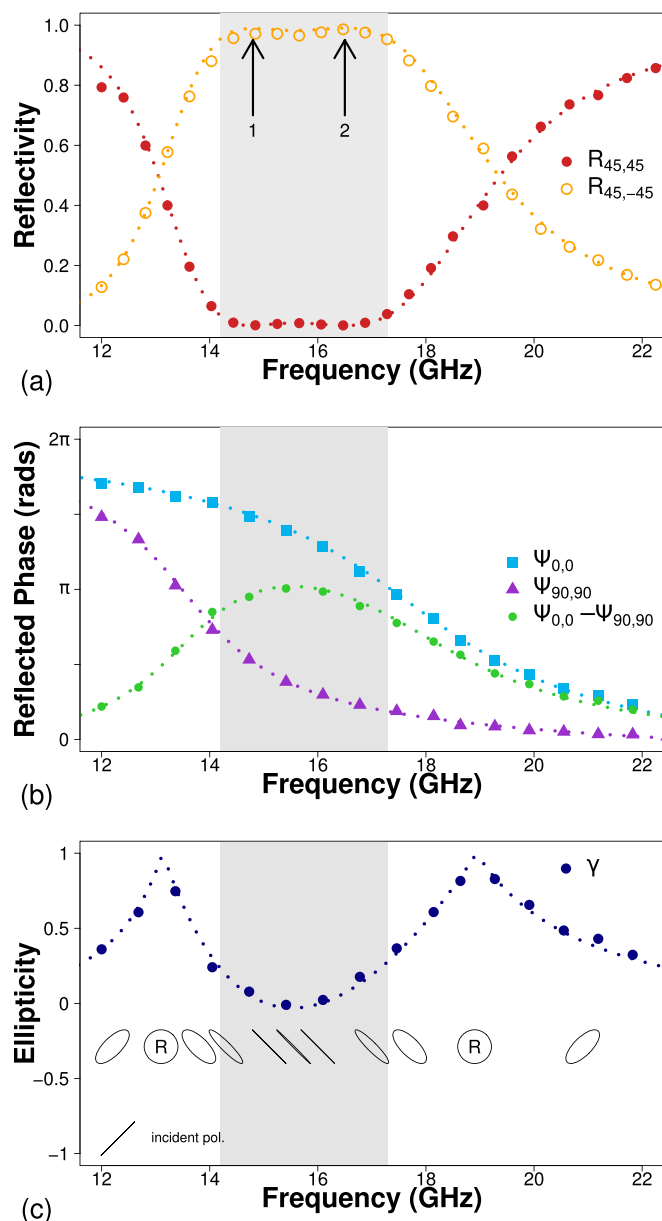 1.0
0.8
0.6
0.4
0.2
0.0
Reflectivity
1
2
R45,45
R45,−45
12 14 16 18 20 22
Frequency (GHz)
(a)
2π
π
0
Reflected Phase (rads)
Ψ0,0
Ψ90,90
Ψ0,0 −Ψ90,90
12 14 16 18 20 22
Frequency (GHz)
(b)
1
0.5
0
−0.5
−1
Ellipticity
γ
R
R
incident pol.
12 14 16 18 20 22
Frequency (GHz)
(c)